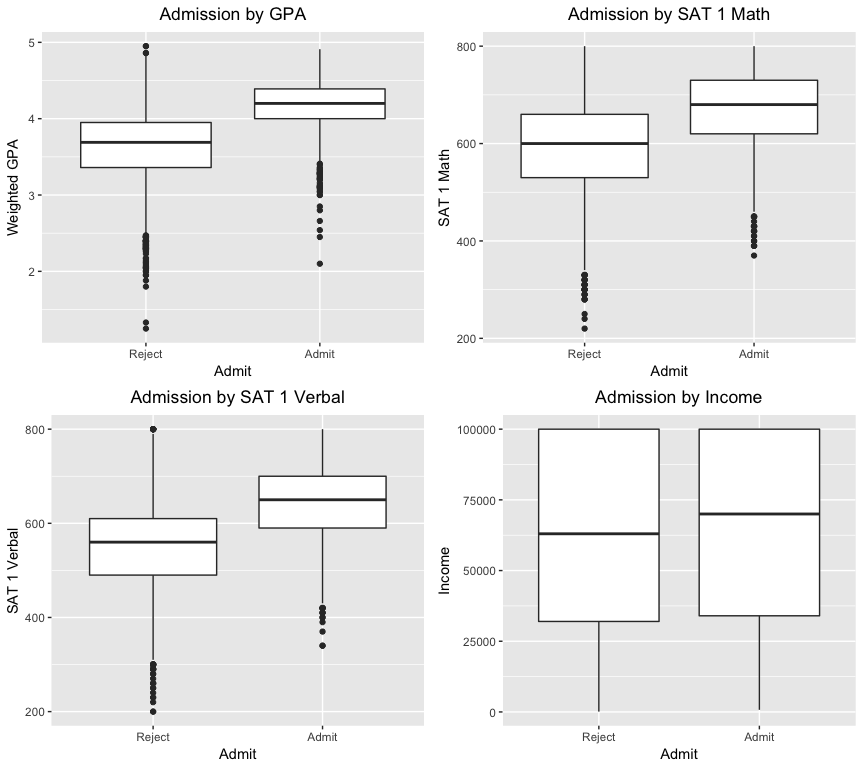 Admission by GPA
5
4
3
2
Weighted GPA
Reject
Admit
Admit
Admission by SAT 1 Math
800
600
400
200
SAT 1 Math
Reject
Admit
Admit
Admission by SAT 1 Verbal
800
600
400
200
SAT 1 Verbal
Reject
Admit
Admit
Admission by Income
100000
75000
50000
25000
0
Income
Reject
Admit
Admit